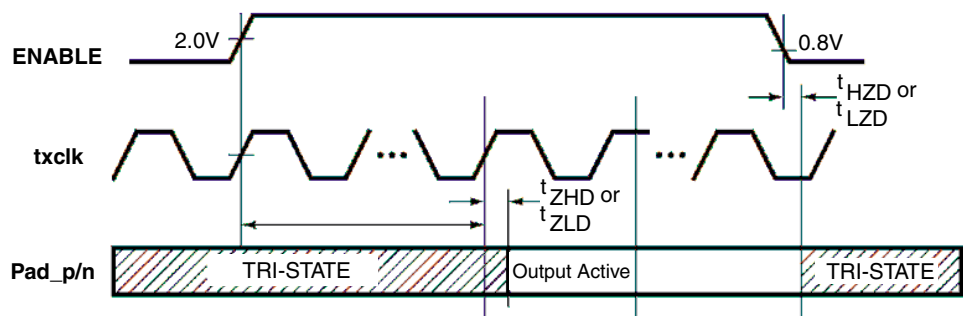 2.0V
ENABLE
0.8V
tHZD or
tLZD
txclk
tZHD or
tZLD
Pad_p/n
TRI-STATE
Output Active
TRI-STATE